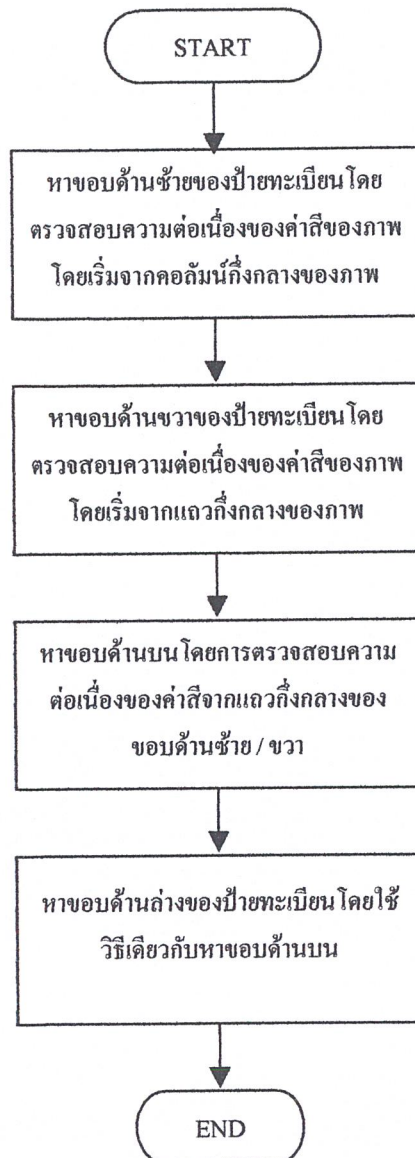 START
หาขอบด้านซ้ายของป้ายทะเบียนโดย
ตรวจสอบความต่อเนื่องของค่าสีของภาพ
โดยเริ่มจากคอลัมน์กึ่งกลางของภาพ
หาขอบด้านขวาของป้ายทะเบียนโดย
ตรวจสอบความต่อเนื่องของค่าสีของภาพ
โดยเริ่มจากแถวกึ่งกลางของภาพ
หาขอบด้านบนโดยการตรวจสอบความ
ต่อเนื่องของค่าสีจากแถวกึ่งกลางของ
ขอบด้านซ้าย / ขวา
หาขอบด้านล่างของป้ายทะเบียนโดยใช้
วิธีเดียวกับหาขอบด้านบน
END